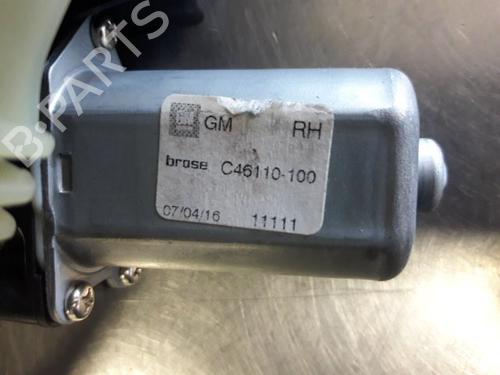 B-PARTS
GM RH
brose C46110-100
07/04/16 11111